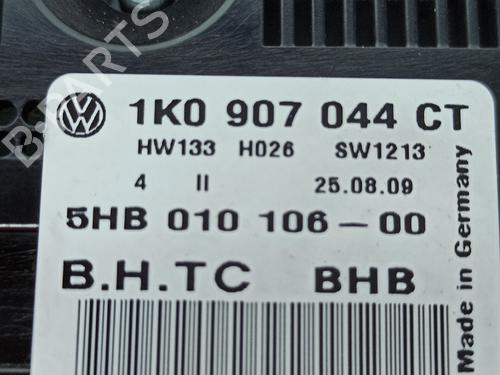 1K0 907 044 CT
HW133 H026 SW1213
4 II 25.08.09
5HB 010 106-00
B.H.TC BHB
Made in Germany
B-PARTS